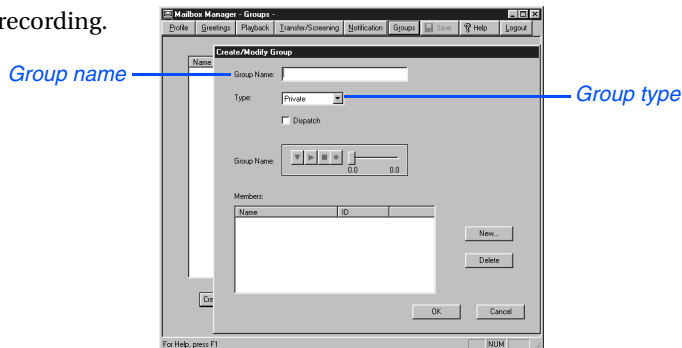 recording.
Mailbox Manager - Groups -
Profile Greetings Playback Transfer/Screening Notification Groups Save Help Logout
Create/Modify Group
Name
Group name
Group Name:
Type: Private
Group type
Dispatch
Group Name:
0.0 0.0
Members:
Name ID
New...
Delete
Cre
OK Cancel
For Help, press F1 NUM